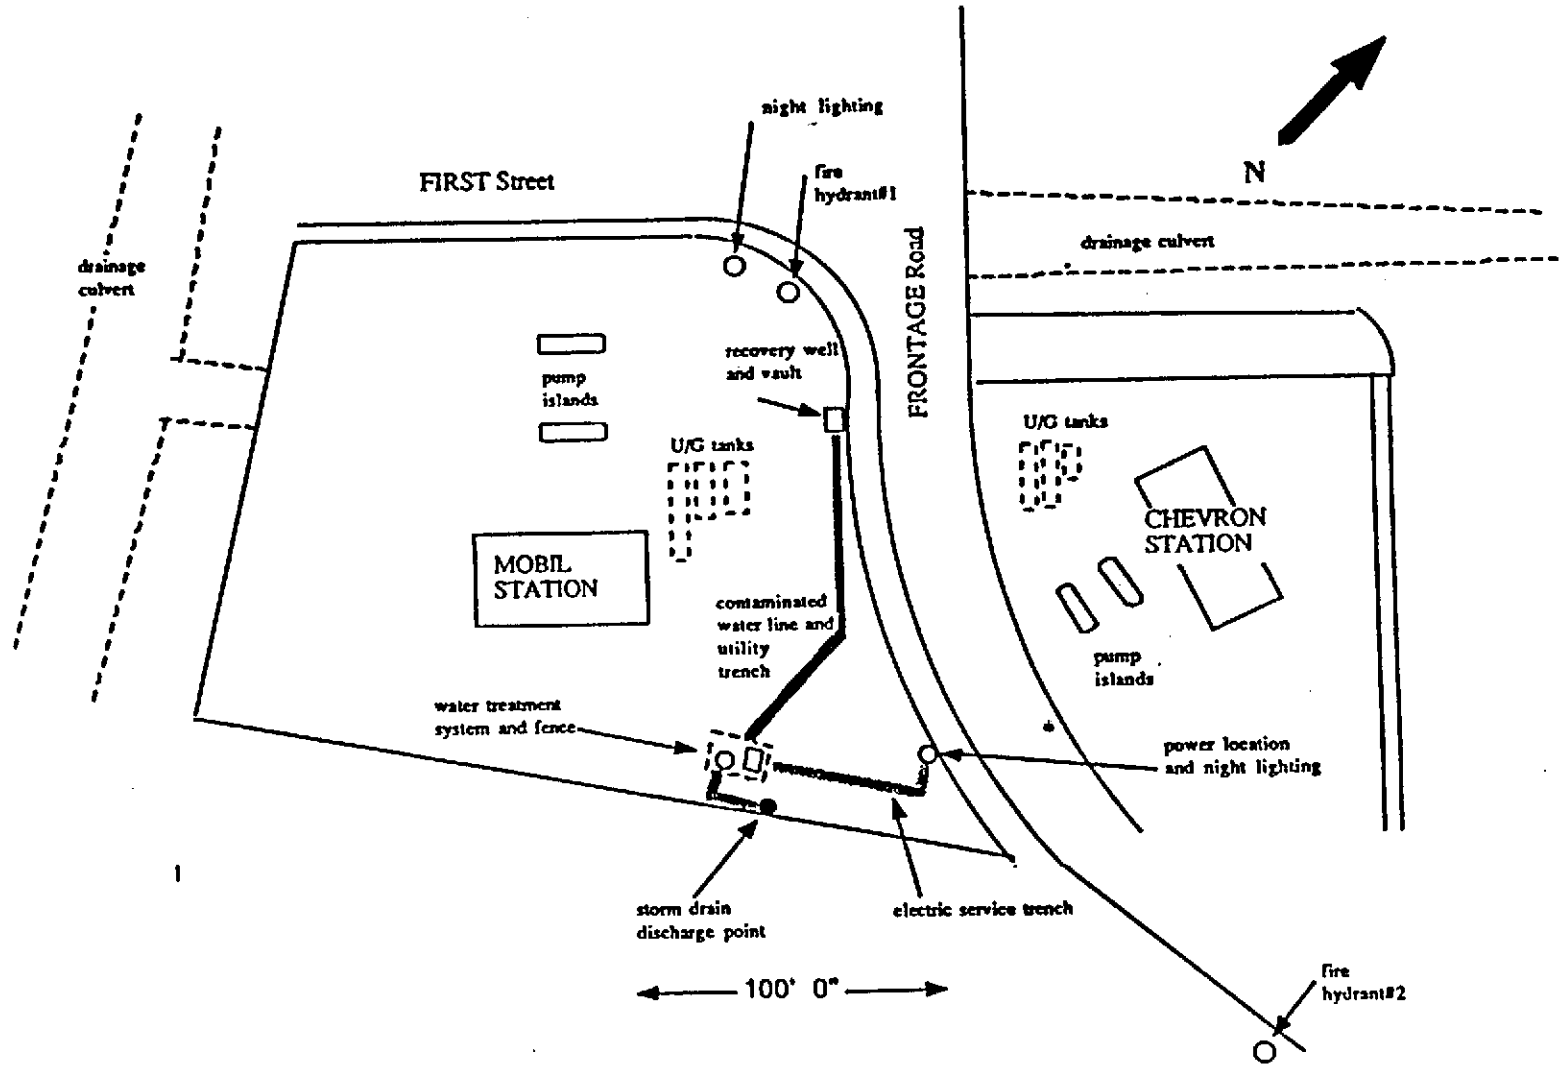 night lighting
fire
hydrant#1
FIRST Street
N
drainage culvert
drainage
culvert
FRONTAGE Road
recovery well
and vault
pump
islands
U/G tanks
U/G tanks
CHEVRON
STATION
MOBIL
STATION
contaminated
water line and
utility
trench
pump
islands
water treatment
system and fence
power location
and night lighting
1
storm drain
discharge point
electric service trench
100' 0"
fire
hydrant#2